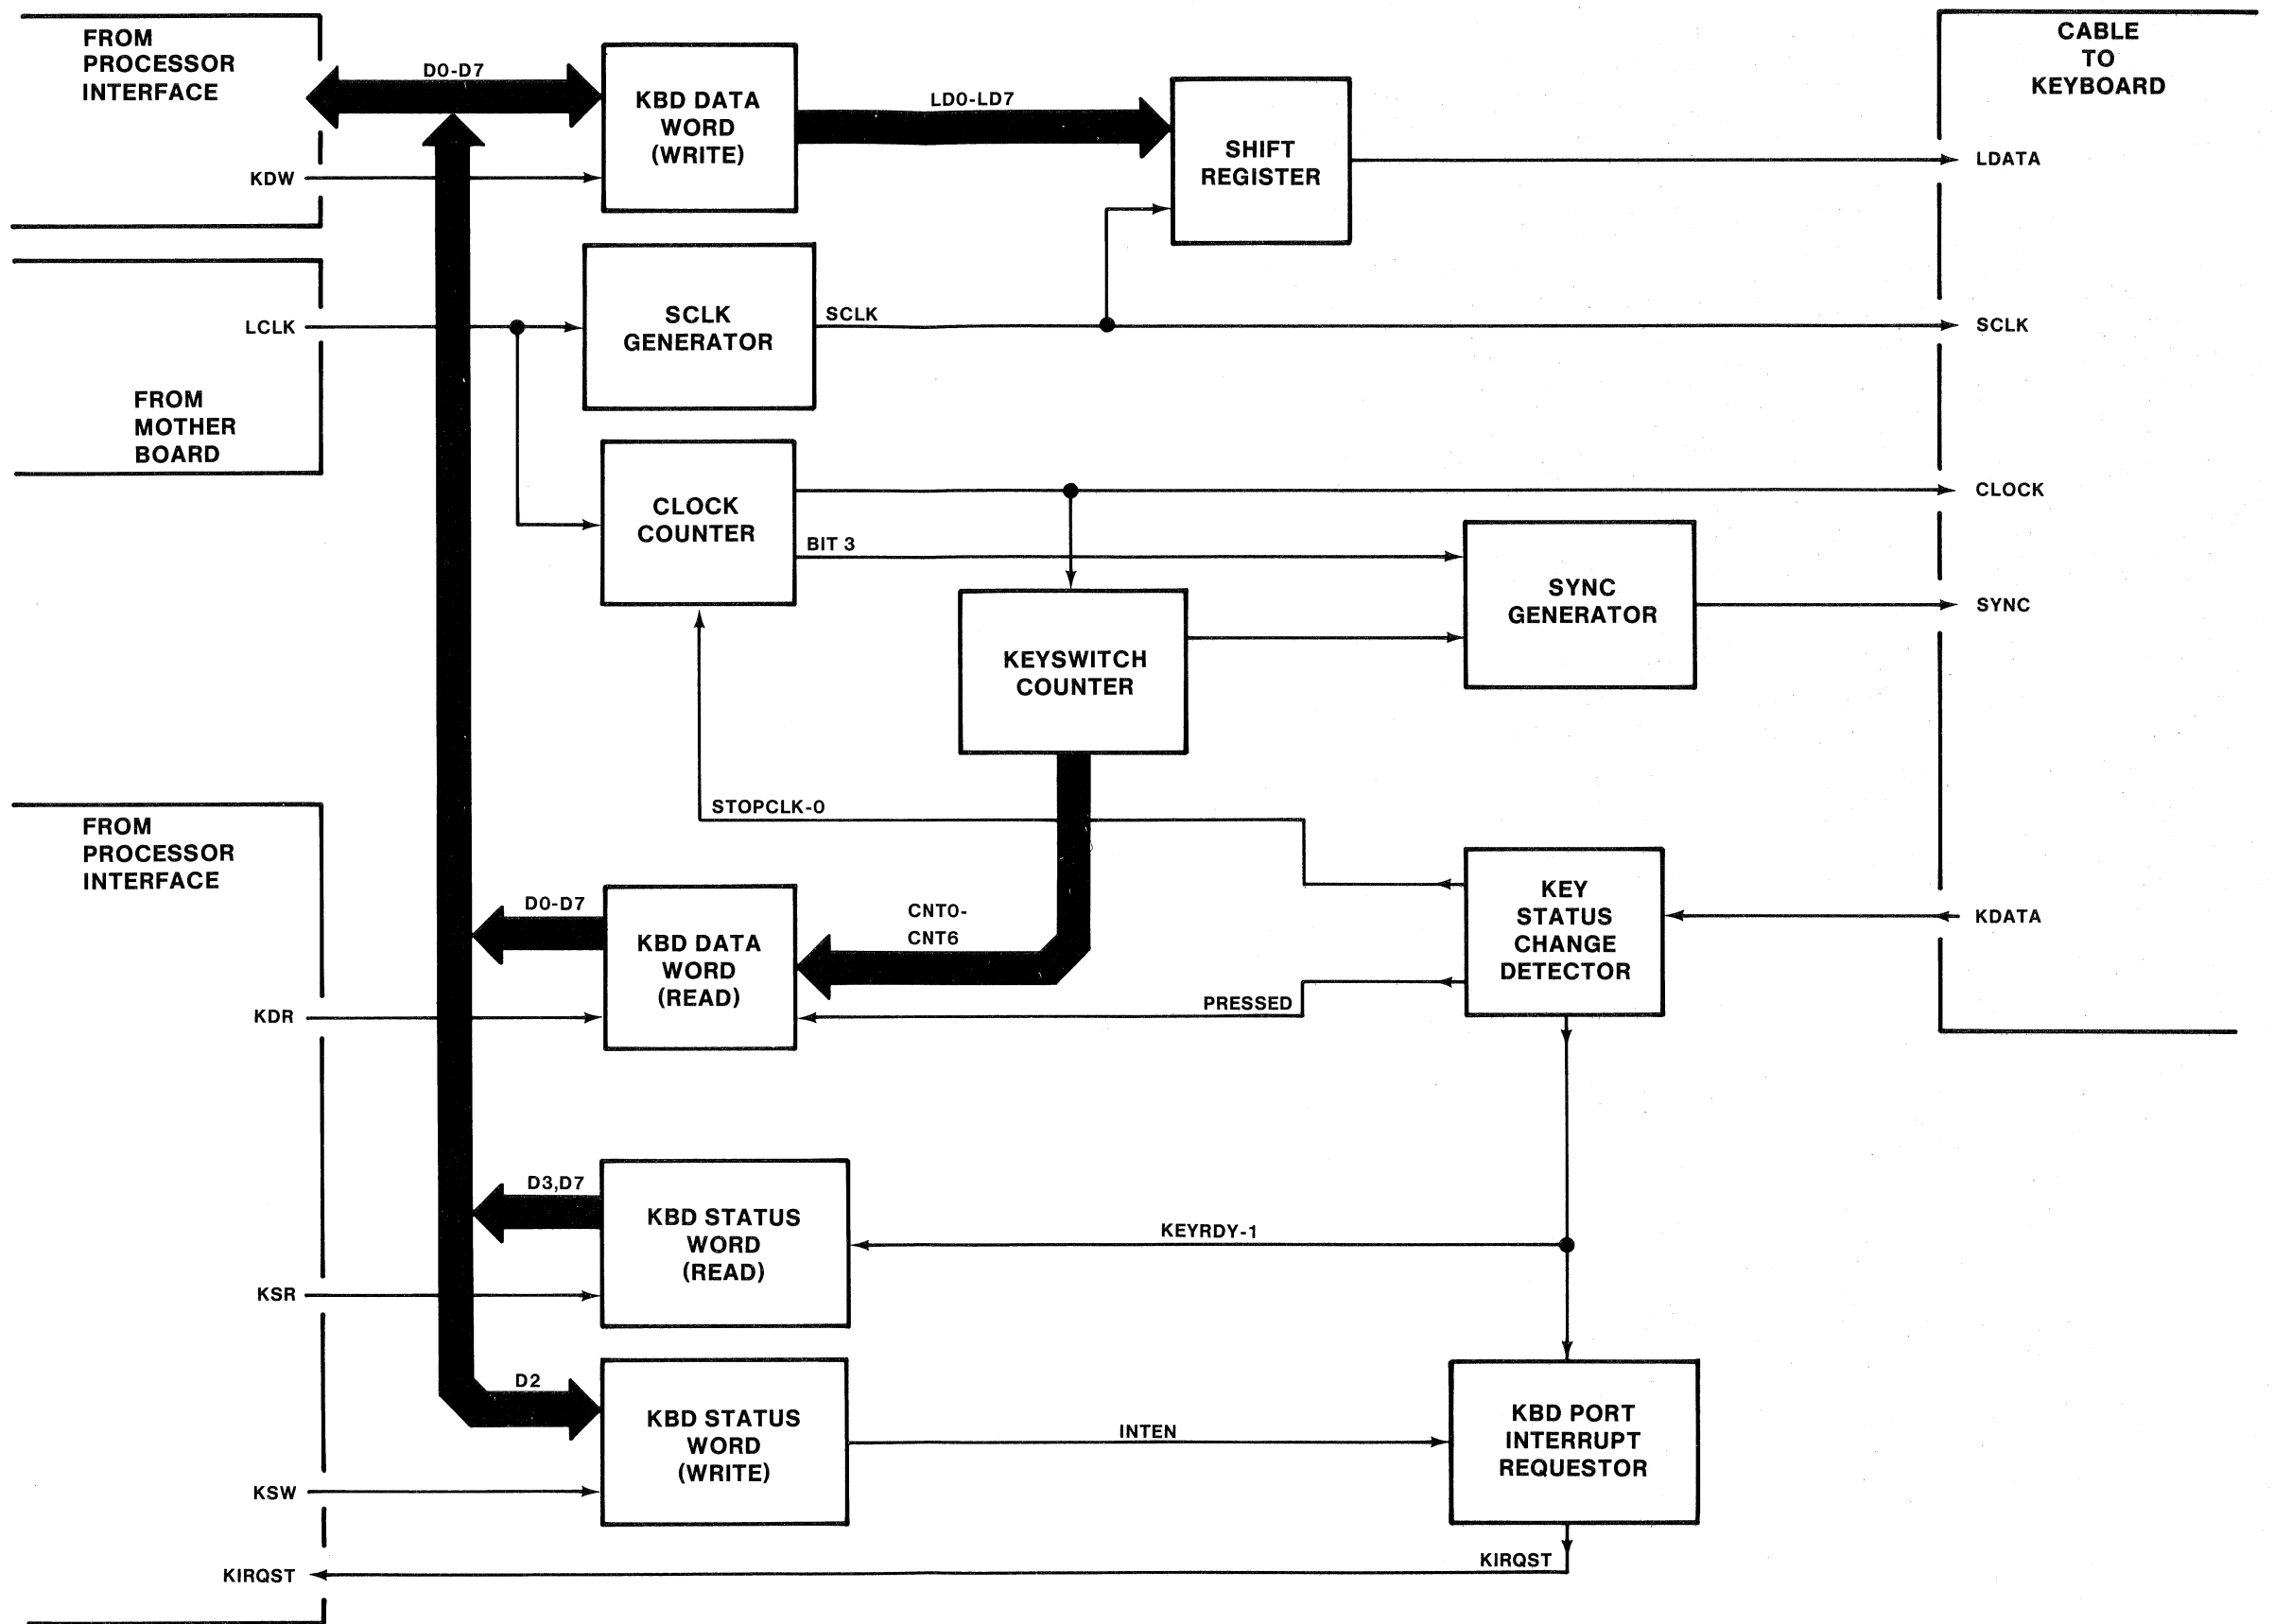 FROM
PROCESSOR
INTERFACE
D0-D7
KBD DATA
WORD
(WRITE)
LD0-LD7
SHIFT
REGISTER
CABLE
TO
KEYBOARD
LDATA
KDW
LCLK
SCLK
GENERATOR
SCLK
SCLK
FROM
MOTHER
BOARD
CLOCK
COUNTER
CLOCK
BIT 3
SYNC
GENERATOR
SYNC
KEYSWITCH
COUNTER
STOPCLK-0
FROM
PROCESSOR
INTERFACE
D0-D7
KBD DATA
WORD
(READ)
CNT0-
CNT6
KEY
STATUS
CHANGE
DETECTOR
KDATA
PRESSED
KDR
D3,D7
KBD STATUS
WORD
(READ)
KEYRDY-1
KSR
D2
KBD STATUS
WORD
(WRITE)
INTEN
KBD PORT
INTERRUPT
REQUESTOR
KSW
KIRQST
KIRQST